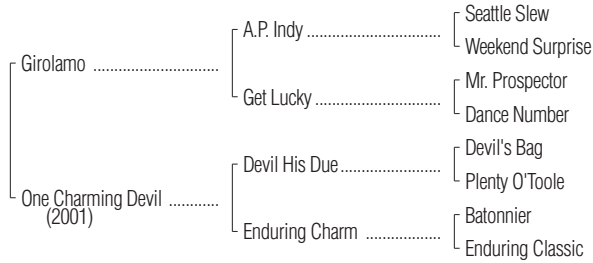 Seattle Slew
A.P. Indy ..............................
Weekend Surprise
Girolamo ............................
Mr. Prospector
Get Lucky ............................
Dance Number
Devil's Bag
Devil His Due.......................
Plenty O'Toole
One Charming Devil ...........
(2001)
Batonnier
Enduring Charm .................
Enduring Classic